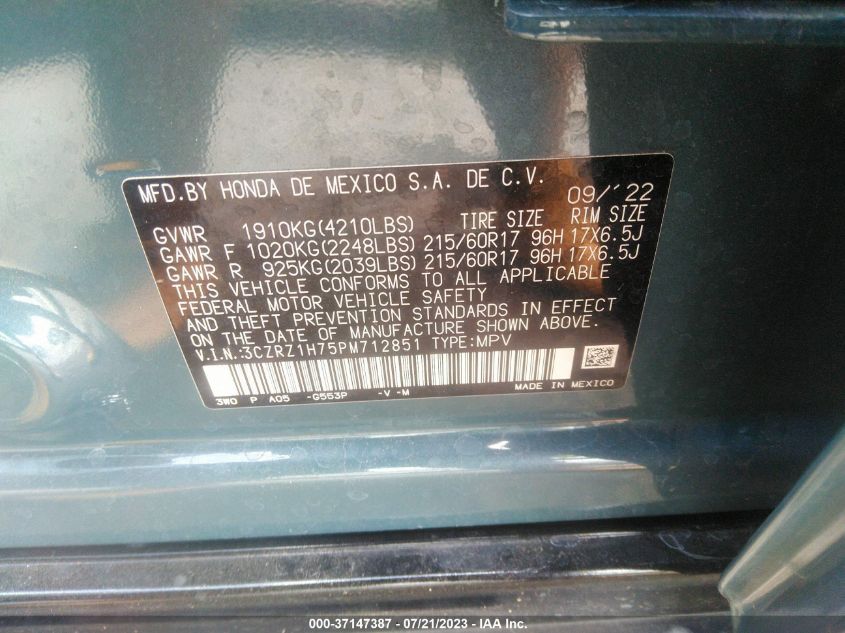 MFD.BY HONDA DE MEXICO S.A. DE C.V. 09/'22
GVWR 1910KG(4210LBS) TIRE SIZE RIM SIZE
GAWR F 1020KG(2248LBS) 215/60R17 96H 17X6.5J
GAWR R 925KG(2039LBS) 215/60R17 96H 17X6.5J
THIS VEHICLE CONFORMS TO ALL APPLICABLE
FEDERAL MOTOR VEHICLE SAFETY
AND THEFT PREVENTION STANDARDS IN EFFECT
ON THE DATE OF MANUFACTURE SHOWN ABOVE.
V.I.N.:3CZRZ1H75PM712851 TYPE:MPV
3W0 P A05 -G553P -V -M MADE IN MEXICO
000-37147387 - 07/21/2023 - IAA Inc.